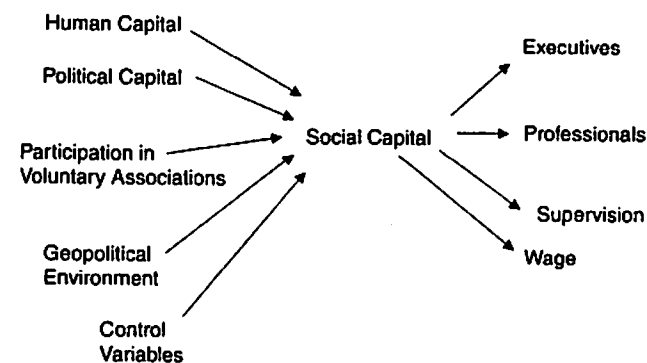 Human Capital
Political Capital
Participation in
Voluntary Associations
Geopolitical
Environment
Control
Variables
Social Capital
Executives
Professionals
Supervision
Wage